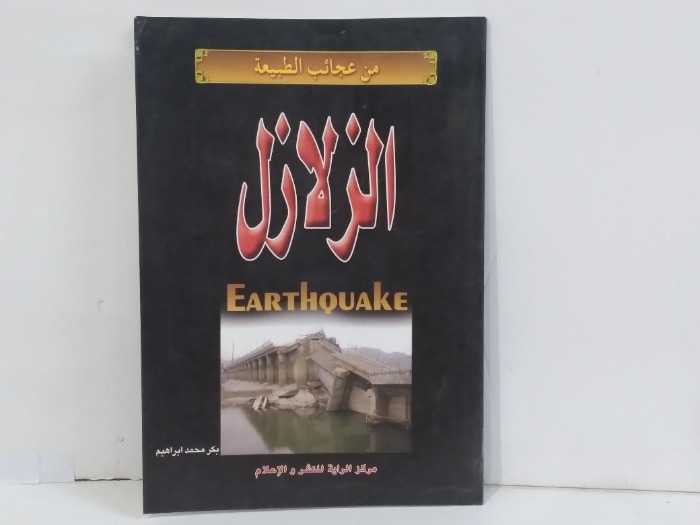 من عجائب الطبيعة
الزلازل
EARTHQUAKE
بكر محمد ابراهيم
مركز الراية للنشر و الإعلام